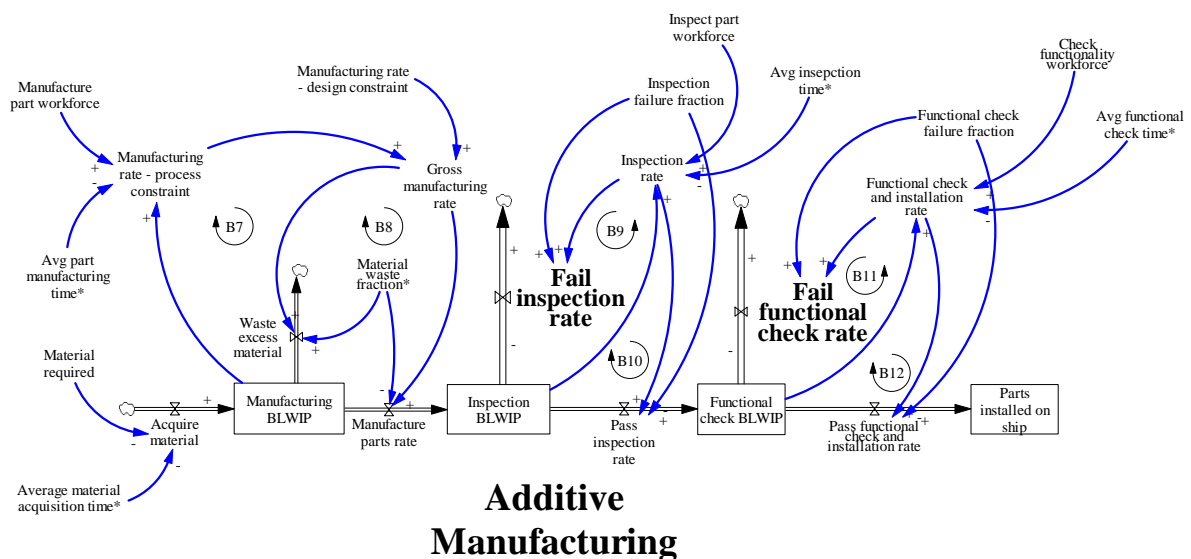 Inspect part
workforce
Check
functionality
workforce
Manufacturing rate
- design constraint
Avg insepction
time*
Inspection
failure fraction
Manufacture
part workforce
Functional check
failure fraction
Avg functional
check time*
Manufacturing
rate - process
constraint
Gross
manufacturing
rate
Inspection
rate
Functional check
and installation
rate
B7
B8
B9
B11
Avg part
manufacturing
time*
Material
waste
fraction*
Fail
inspection
rate
Fail
functional
check rate
Waste
excess
material
Material
required
B10
B12
Manufacturing
BLWIP
Inspection
BLWIP
Functional
check BLWIP
Parts
installed on
ship
Acquire
material
Manufacture
parts rate
Pass
inspection
rate
Pass functional
check and
installation rate
Average material
acquisition time*
Additive
Manufacturing